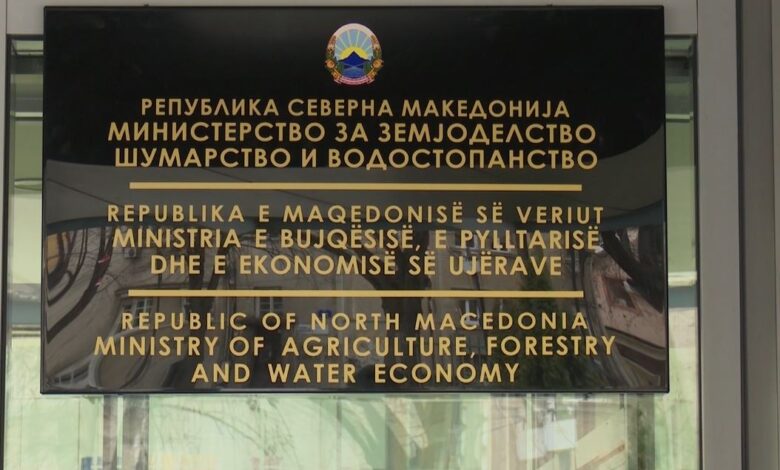 РЕПУБЛИКА СЕВЕРНА МАКЕДОНИЈА
МИНИСТЕРСТВО ЗА ЗЕМЈОДЕЛСТВО
ШУМАРСТВО И ВОДОСТОПАНСТВО
REPUBLIKA E MAQEDONISË SË VERIUT
MINISTRIA E BUJQËSISË, E PYLLTARISË
DHE E EKONOMISË SË UJËRAVE
REPUBLIC OF NORTH MACEDONIA
MINISTRY OF AGRICULTURE, FORESTRY
AND WATER ECONOMY